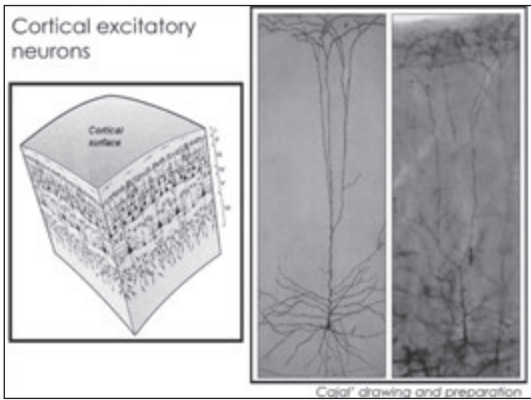 Cortical excitatory
neurons
Cortical
surface
Cajal' drawing and preparation